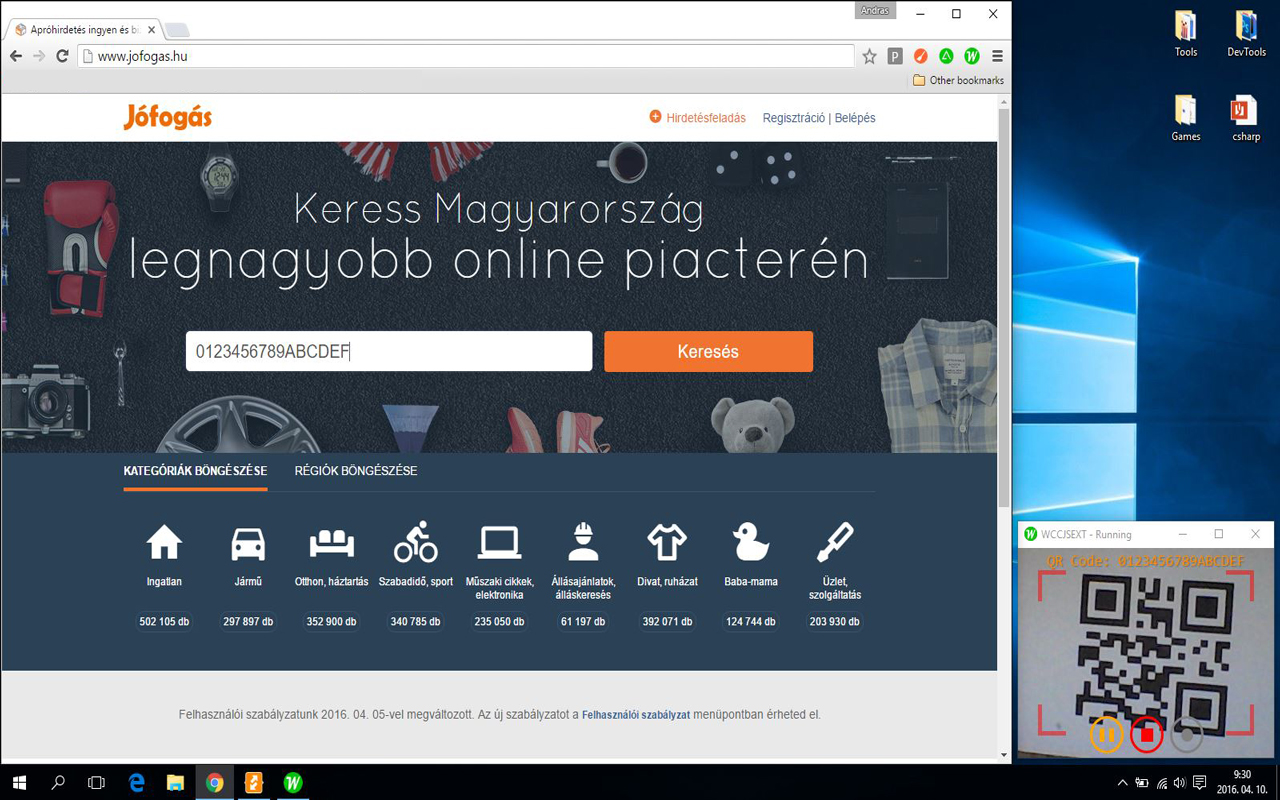 Andras
Apróhirdetés ingyen és bi
www.jofogas.hu
Other bookmarks
Jófogás
Hirdetésfeladás
Regisztráció | Belépés
Keress Magyarország
legnagyobb online piacterén
0123456789ABCDEF
Keresés
KATEGÓRIÁK BÖNGÉSZÉSE
RÉGIÓK BÖNGÉSZÉSE
Ingatlan
Jármű
Otthon, háztartás
Szabadidő, sport
Műszaki cikkek,
elektronika
Állásajánlatok,
álláskeresés
Divat, ruházat
Baba-mama
Üzlet,
szolgáltatás
502 105 db
297 897 db
352 900 db
340 785 db
235 050 db
61 197 db
392 071 db
124 744 db
203 930 db
Felhasználói szabályzatunk 2016. 04. 05-vel megváltozott. Az új szabályzatot a Felhasználói szabályzat menüpontban érheted el.
Tools
DevTools
Games
csharp
WCCJSEXT - Running
QR Code: 0123456789ABCDEF
9:30
2016. 04. 10.